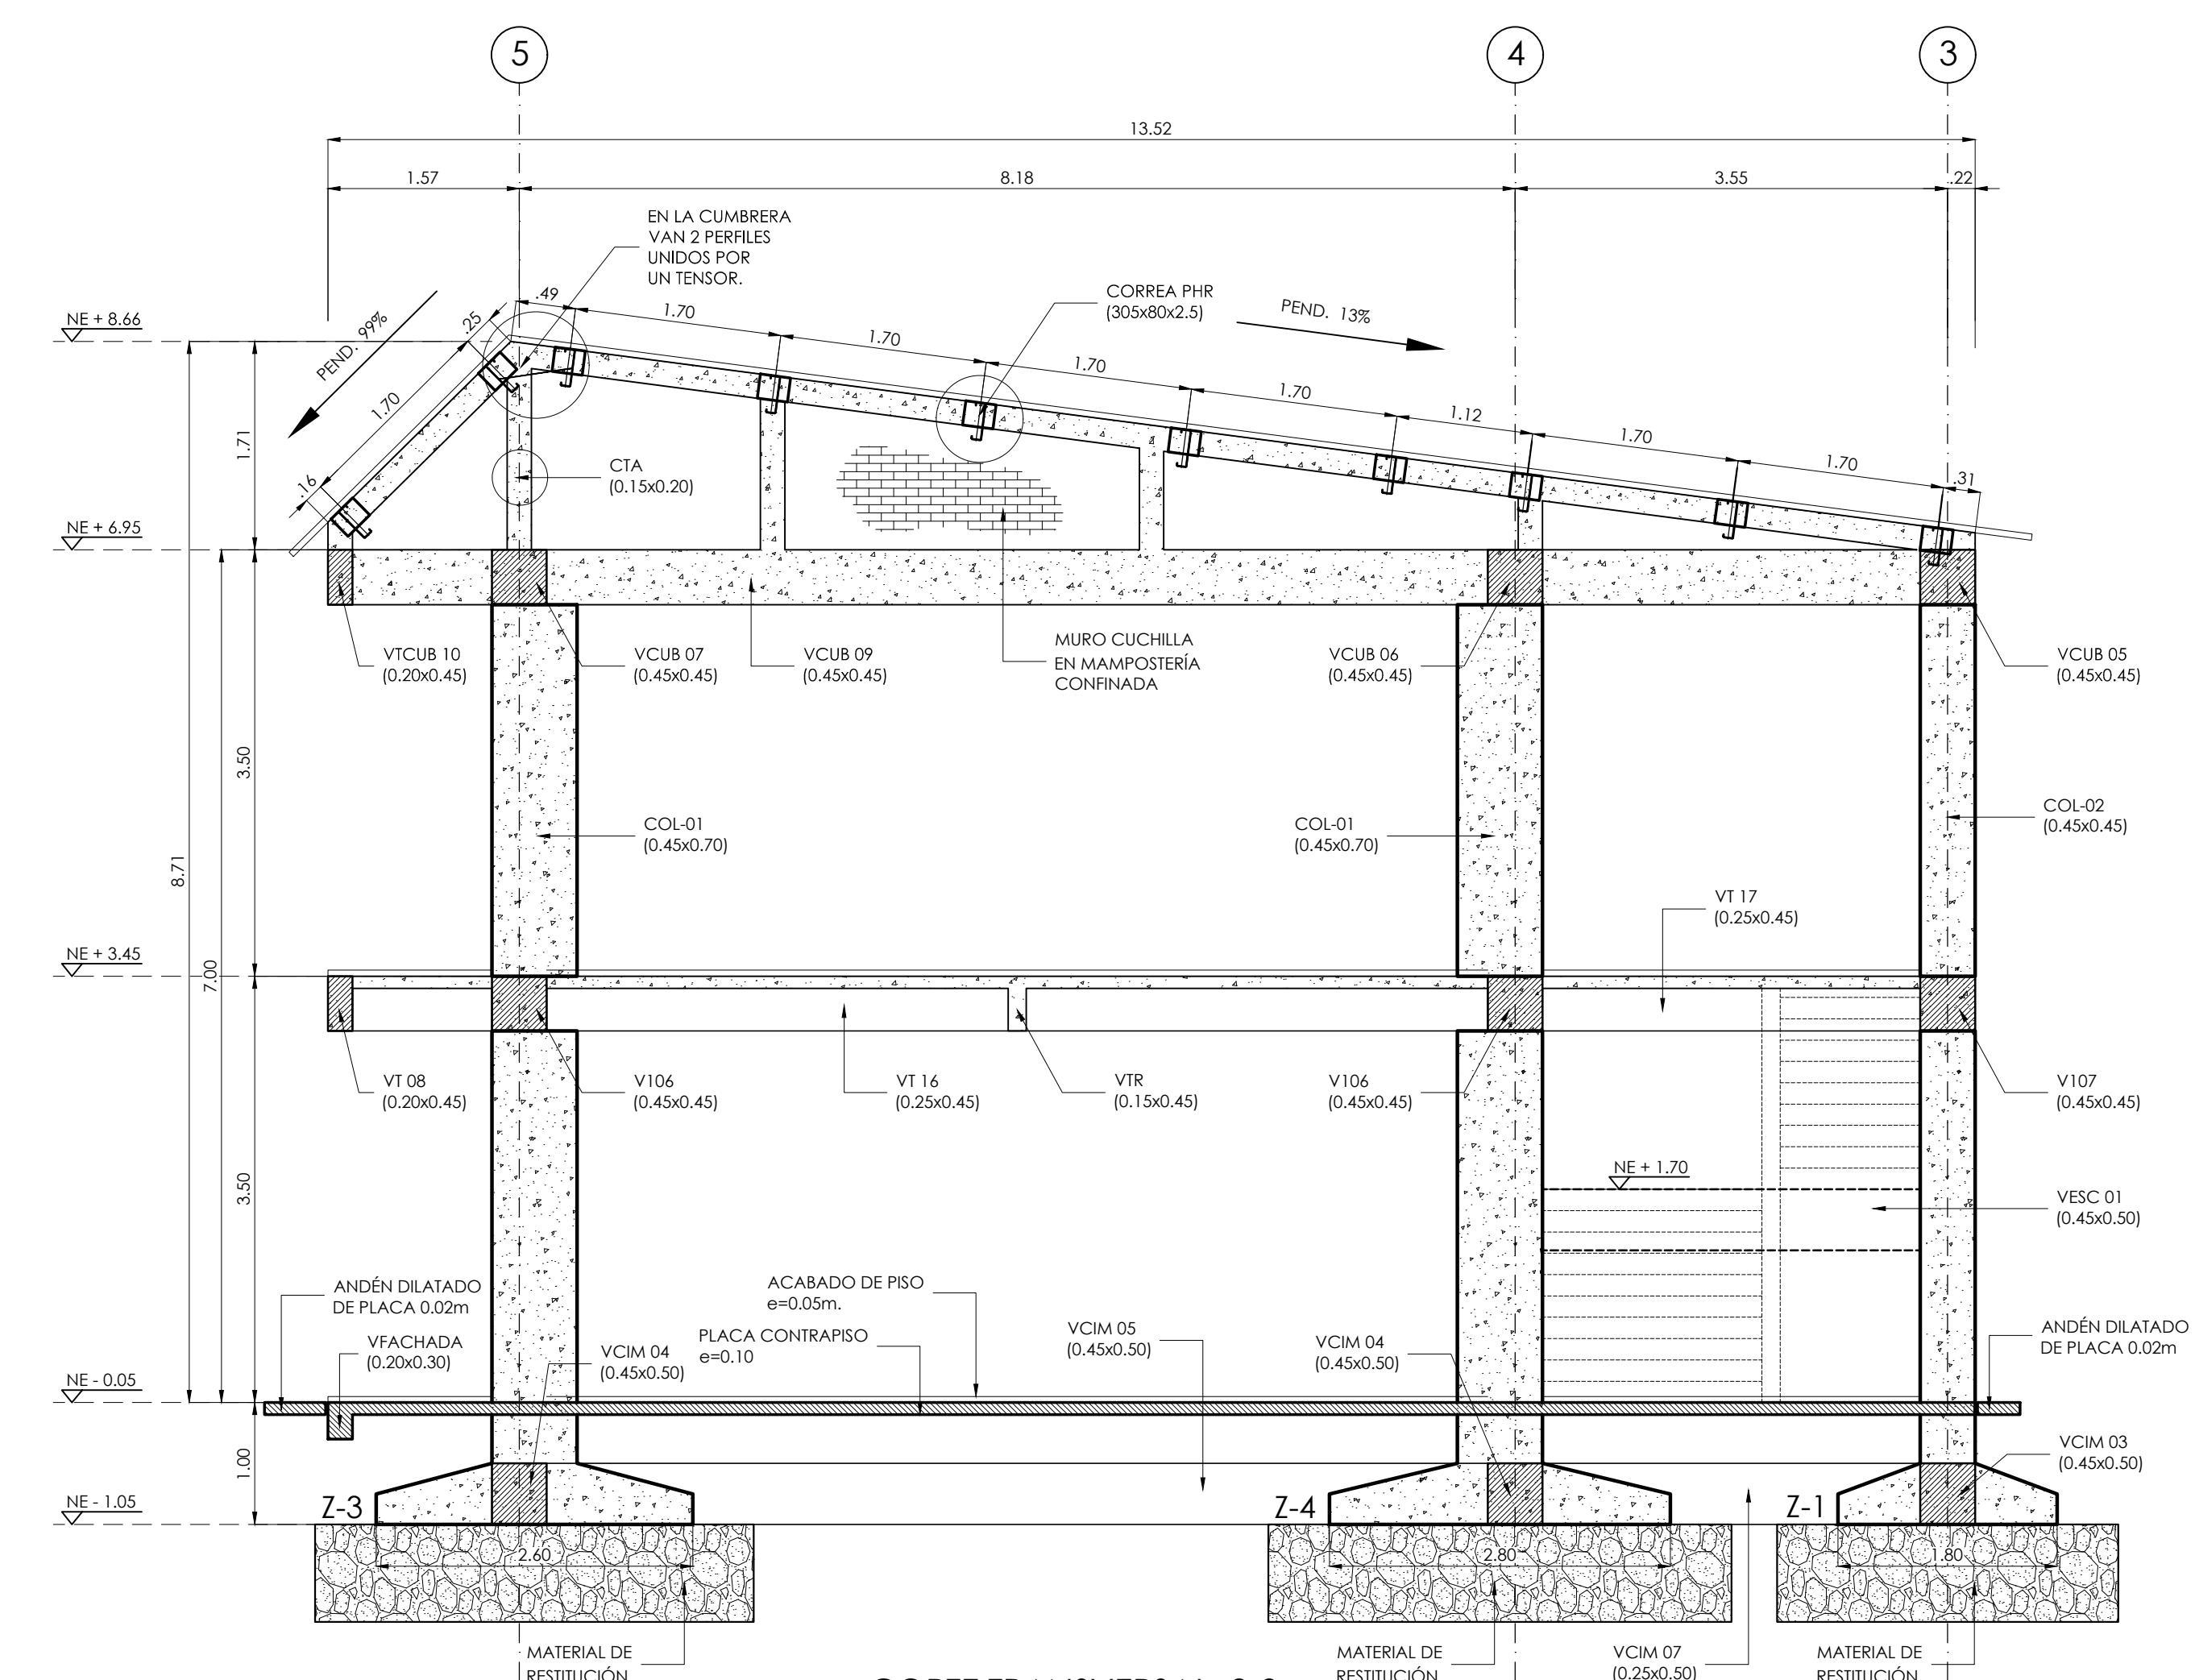 5
4
3
13.52
1.57
8.18
3.55
.22
EN LA CUMBRERA
VAN 2 PERFILES
UNIDOS POR
UN TENSOR.
CORREA PHR
(305x80x2.5)
PEND. 13%
PEND. 99%
.49
1.70
1.70
1.70
1.70
1.12
1.70
1.70
.31
.25
1.70
.16
NE + 8.66
1.71
CTA
(0.15x0.20)
NE + 6.95
VTCUB 10
(0.20x0.45)
VCUB 07
(0.45x0.45)
VCUB 09
(0.45x0.45)
MURO CUCHILLA
EN MAMPOSTERÍA
CONFINADA
VCUB 06
(0.45x0.45)
VCUB 05
(0.45x0.45)
3.50
8.71
7.00
COL-01
(0.45x0.70)
COL-01
(0.45x0.70)
COL-02
(0.45x0.45)
VT 17
(0.25x0.45)
NE + 3.45
VT 08
(0.20x0.45)
V106
(0.45x0.45)
VT 16
(0.25x0.45)
VTR
(0.15x0.45)
V106
(0.45x0.45)
V107
(0.45x0.45)
3.50
NE + 1.70
VESC 01
(0.45x0.50)
ANDÉN DILATADO
DE PLACA 0.02m
VFACHADA
(0.20x0.30)
VCIM 04
(0.45x0.50)
ACABADO DE PISO
e=0.05m.
PLACA CONTRAPISO
e=0.10
VCIM 05
(0.45x0.50)
VCIM 04
(0.45x0.50)
ANDÉN DILATADO
DE PLACA 0.02m
NE - 0.05
1.00
VCIM 03
(0.45x0.50)
NE - 1.05
Z-3
Z-4
Z-1
2.60
2.80
1.80
MATERIAL DE
RESTITUCIÓN
MATERIAL DE
RESTITUCIÓN
VCIM 07
(0.25x0.50)
MATERIAL DE
RESTITUCIÓN
CORTE TRANSVERSAL